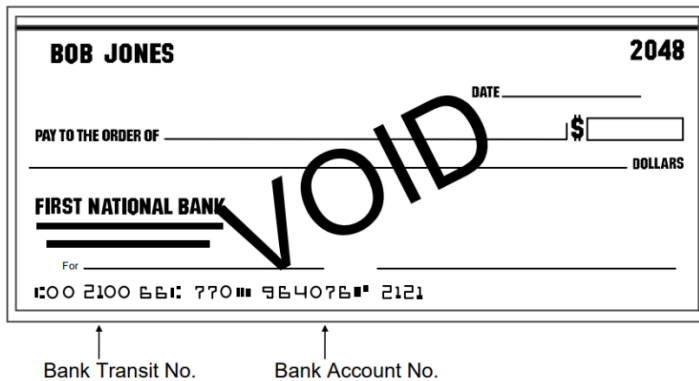 BOB JONES 2048
DATE
PAY TO THE ORDER OF $
DOLLARS
VOID
FIRST NATIONAL BANK
For
⑆00 2100 66⑆ 770⑈ 964076⑈ 2121
Bank Transit No. Bank Account No.